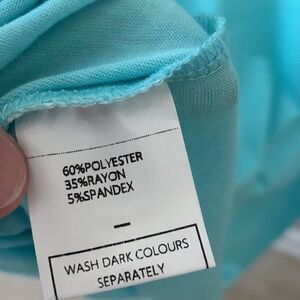 60%POLYESTER
35%RAYON
5%SPANDEX
—
WASH DARK COLOURS
SEPARATELY